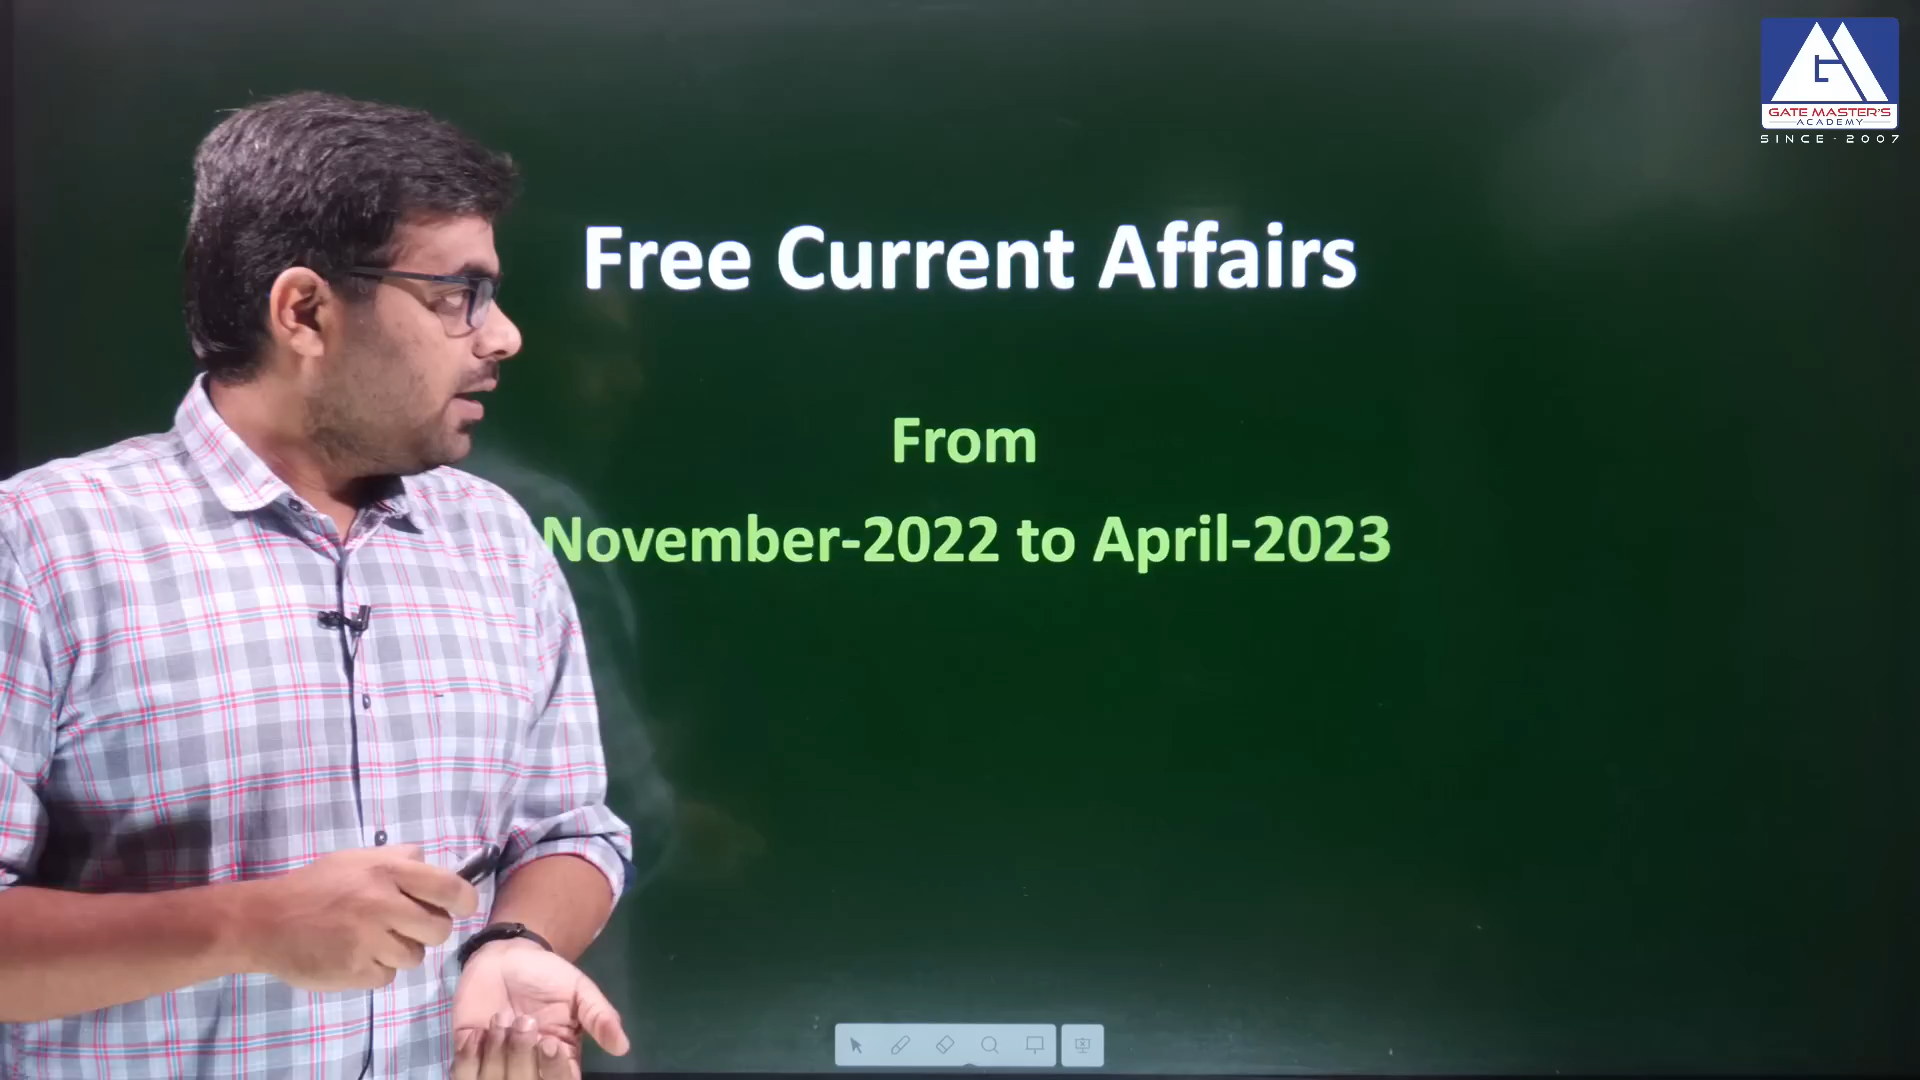 GATE MASTER'S
ACADEMY
SINCE-2007
Free Current Affairs
From
November-2022 to April-2023